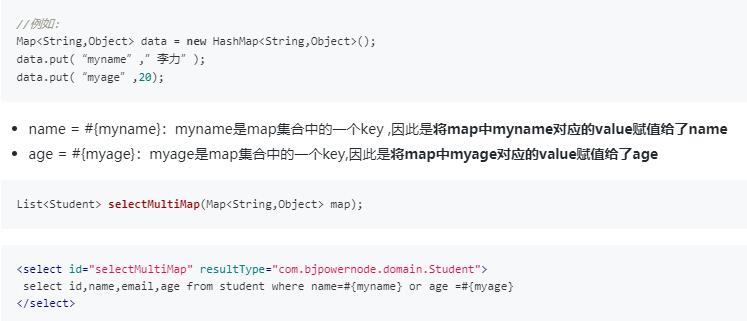 //例如:
Map<String,Object> data = new HashMap<String,Object>();
data.put( “myname” ,” 李力” );
data.put( “myage” ,20);
name = #{myname}：myname是map集合中的一个key ,因此是将map中myname对应的value赋值给了name
age = #{myage}：myage是map集合中的一个key,因此是将map中myage对应的value赋值给了age
List<Student> selectMultiMap(Map<String,Object> map);
<select id="selectMultiMap" resultType="com.bjpowernode.domain.Student">
select id,name,email,age from student where name=#{myname} or age =#{myage}
</select>